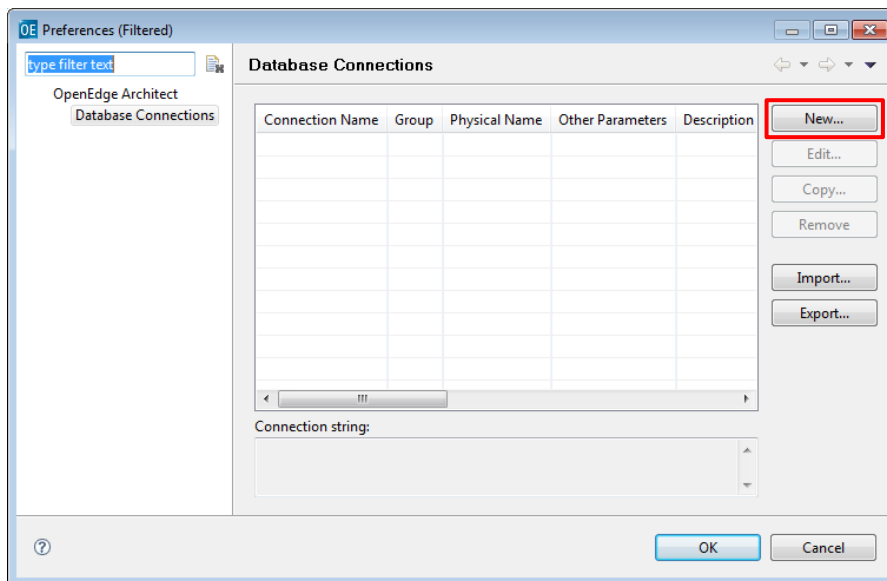 OE Preferences (Filtered)
type filter text
OpenEdge Architect
Database Connections
Database Connections
Connection Name Group Physical Name Other Parameters Description
New...
Edit...
Copy...
Remove
Import...
Export...
Connection string:
?
OK Cancel